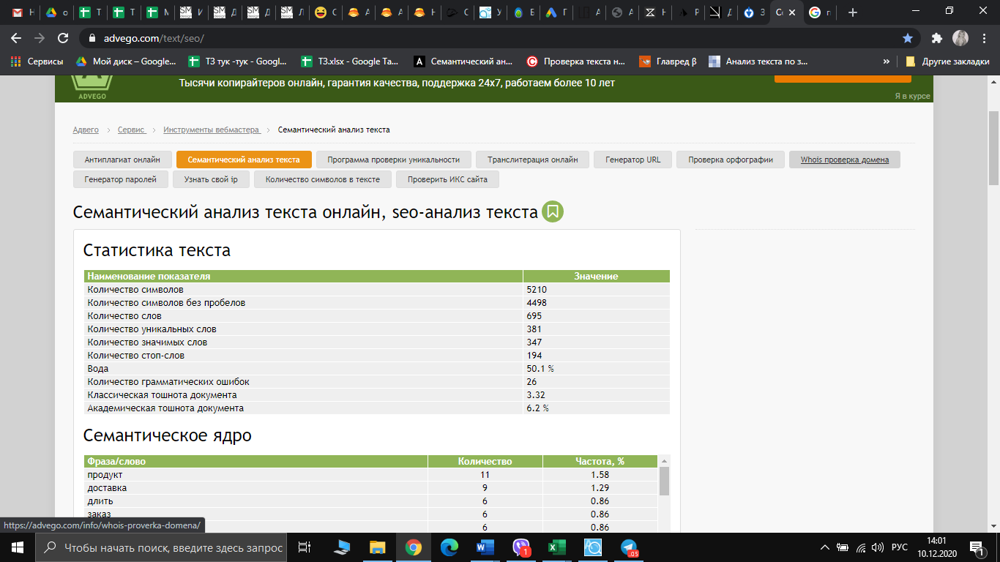 advego.com/text/seo/
Сервисы
Мой диск – Google...
ТЗ тук -тук - Googl...
ТЗ.xlsx - Google Та...
Семантический ан...
Проверка текста н...
Главред β
Анализ текста по з...
»
Другие закладки
ADVEGO
Тысячи копирайтеров онлайн, гарантия качества, поддержка 24x7, работаем более 10 лет
Я в курсе
Адвего > Сервис > Инструменты вебмастера > Семантический анализ текста
Антиплагиат онлайн
Семантический анализ текста
Программа проверки уникальности
Транслитерация онлайн
Генератор URL
Проверка орфографии
Whois проверка домена
Генератор паролей
Узнать свой ip
Количество символов в тексте
Проверить ИКС сайта
Семантический анализ текста онлайн, seo-анализ текста
Статистика текста
Наименование показателя Значение
Количество символов 5210
Количество символов без пробелов 4498
Количество слов 695
Количество уникальных слов 381
Количество значимых слов 347
Количество стоп-слов 194
Вода 50.1 %
Количество грамматических ошибок 26
Классическая тошнота документа 3.32
Академическая тошнота документа 6.2 %
Семантическое ядро
Фраза/слово Количество Частота, %
продукт 11 1.58
доставка 9 1.29
длить 6 0.86
заказ 6 0.86
6 0.86
https://advego.com/info/whois-proverka-domena/
Чтобы начать поиск, введите здесь запрос
1
.05
РУС
14:01
10.12.2020
1